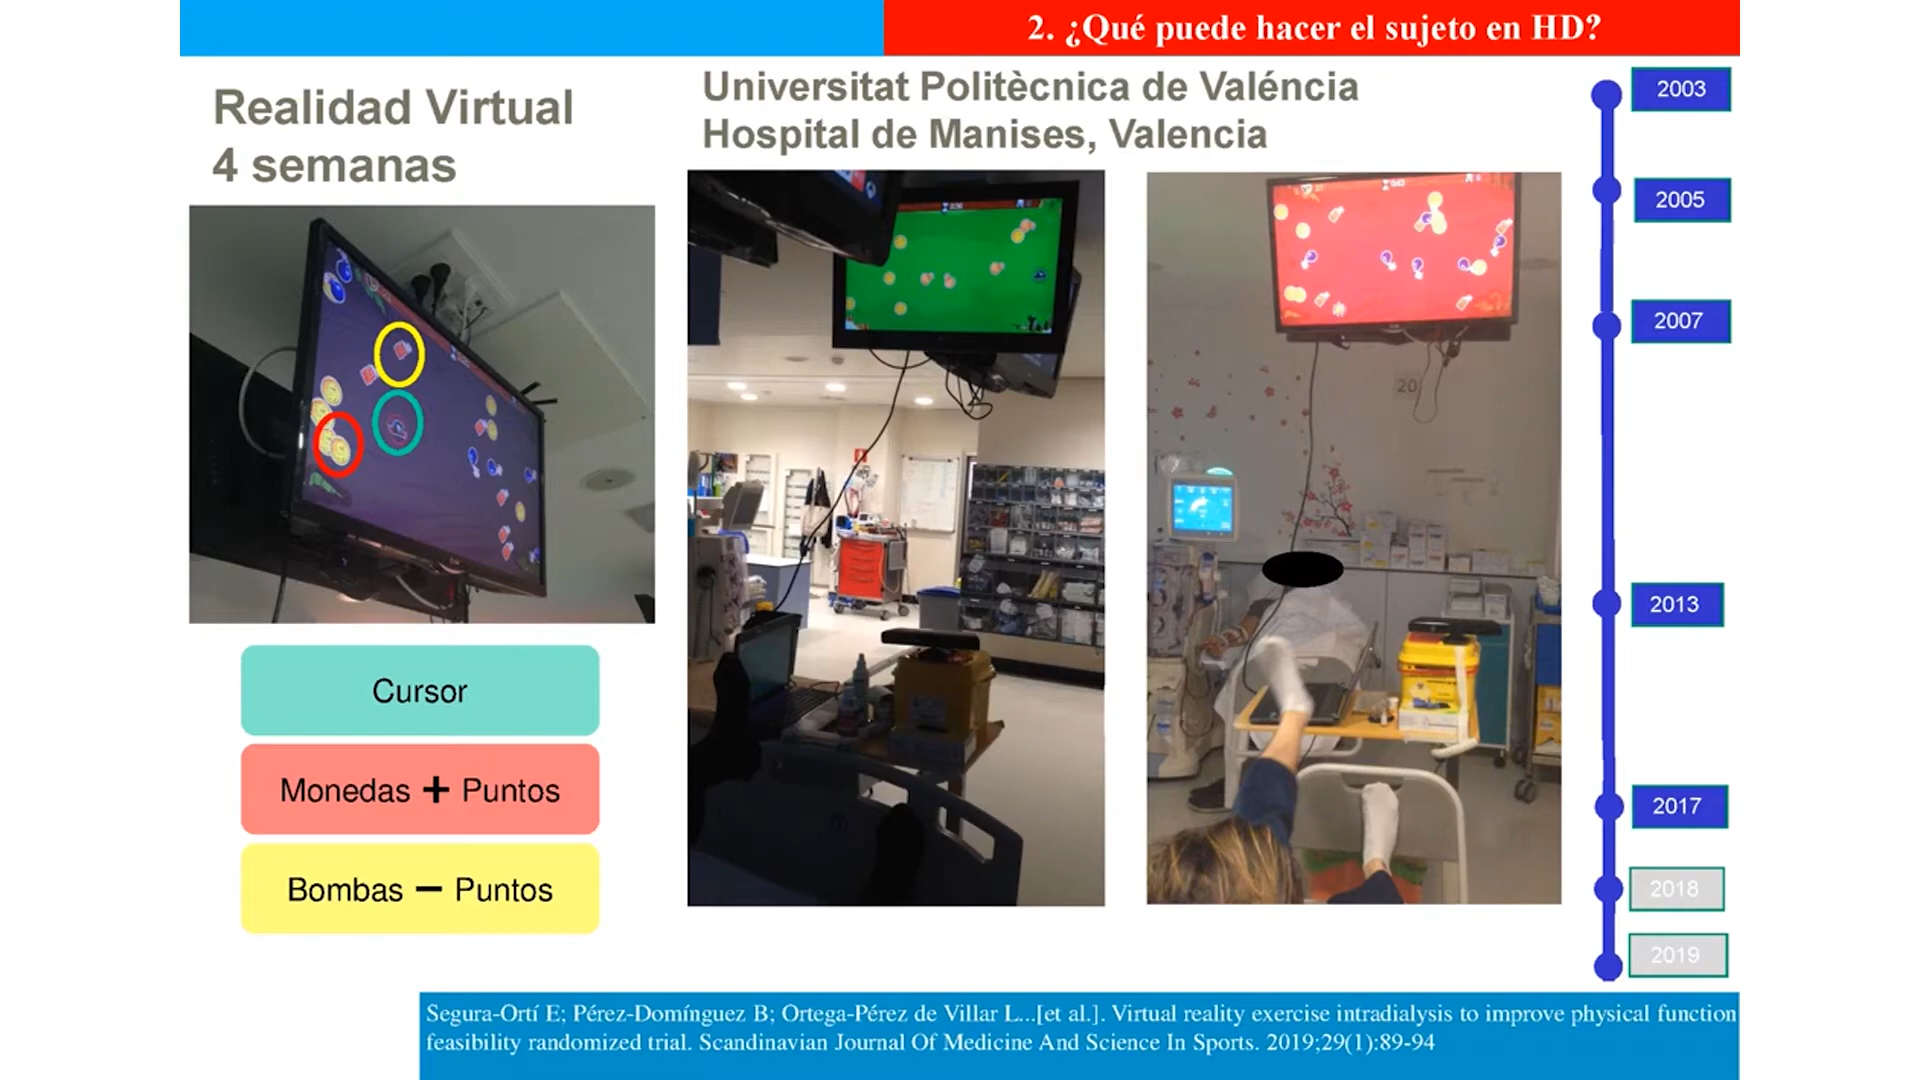 2. ¿Qué puede hacer el sujeto en HD?
Realidad Virtual
4 semanas
Universitat Politècnica de Valéncia
Hospital de Manises, Valencia
20
Cursor
Monedas + Puntos
Bombas − Puntos
2003
2005
2007
2013
2017
2018
2019
Segura-Ortí E; Pérez-Domínguez B; Ortega-Pérez de Villar L...[et al.]. Virtual reality exercise intradialysis to improve physical function
feasibility randomized trial. Scandinavian Journal Of Medicine And Science In Sports. 2019;29(1):89-94